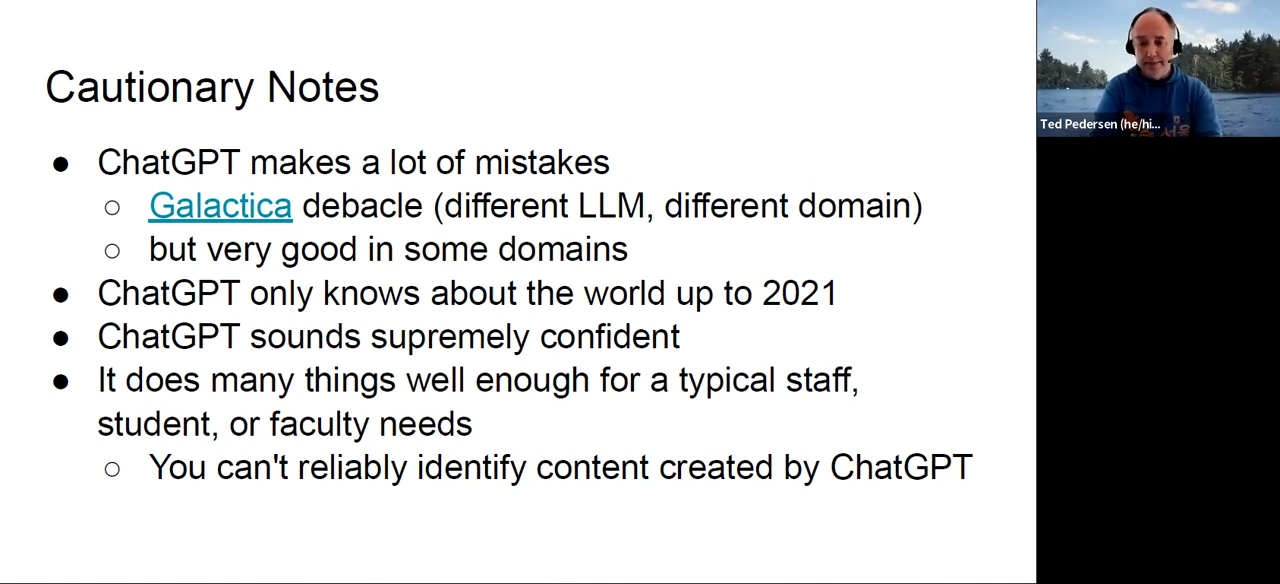 Cautionary Notes
● ChatGPT makes a lot of mistakes
○ Galactica debacle (different LLM, different domain)
○ but very good in some domains
● ChatGPT only knows about the world up to 2021
● ChatGPT sounds supremely confident
● It does many things well enough for a typical staff,
student, or faculty needs
○ You can't reliably identify content created by ChatGPT
Ted Pedersen (he/hi...